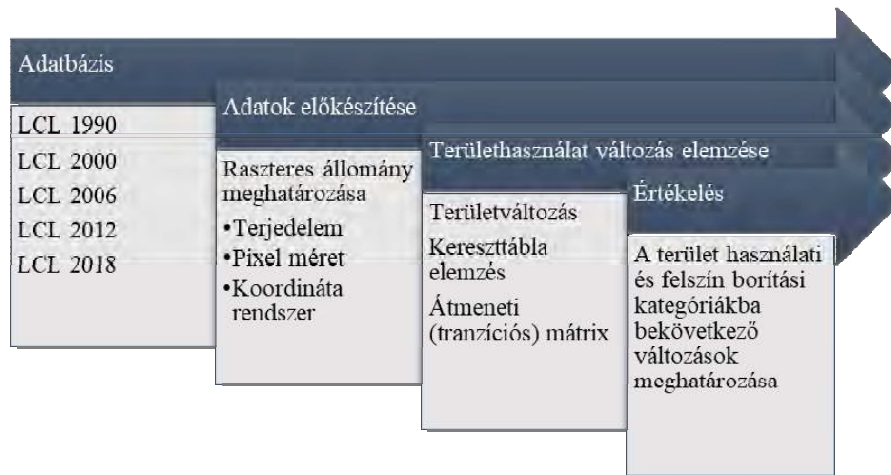 Adatbázis
LCL 1990
LCL 2000
LCL 2006
LCL 2012
LCL 2018
Adatok előkészítése
Raszteres állomány
meghatározása
•Terjedelem
•Pixel méret
•Koordináta
rendszer
Területhasználat változás elemzése
Területváltozás
Kereszttábla
elemzés
Átmeneti
(tranzíciós) mátrix
Értékelés
A terület használati
és felszín borítási
kategóriákba
bekövetkező
változások
meghatározása